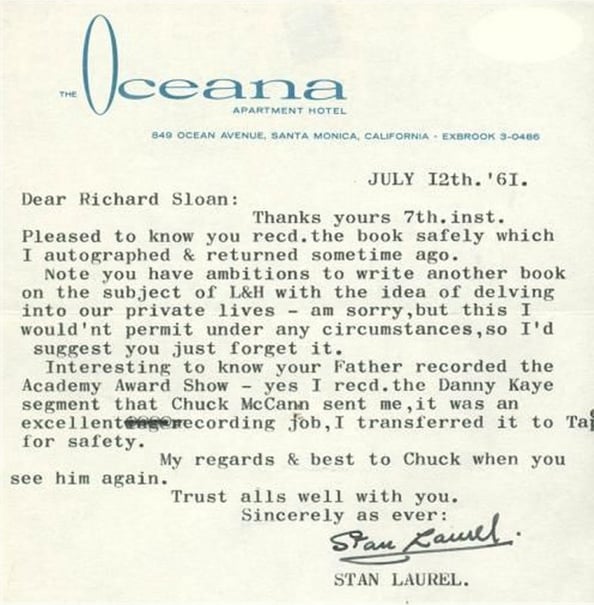 THE Oceana
APARTMENT HOTEL
849 OCEAN AVENUE, SANTA MONICA, CALIFORNIA - EXBROOK 3-0486
JULY I2th.'6I.
Dear Richard Sloan:
Thanks yours 7th.inst.
Pleased to know you recd.the book safely which
I autographed & returned sometime ago.
Note you have ambitions to write another book
on the subject of L&H with the idea of delving
into our private lives - am sorry,but this I
would'nt permit under any circumstances,so I'd
suggest you just forget it.
Interesting to know your Father recorded the
Academy Award Show - yes I recd.the Danny Kaye
segment that Chuck McCann sent me,it was an
excellent recording job,I transferred it to Tap
for safety.
My regards & best to Chuck when you
see him again.
Trust alls well with you.
Sincerely as ever:
Stan Laurel.
STAN LAUREL.